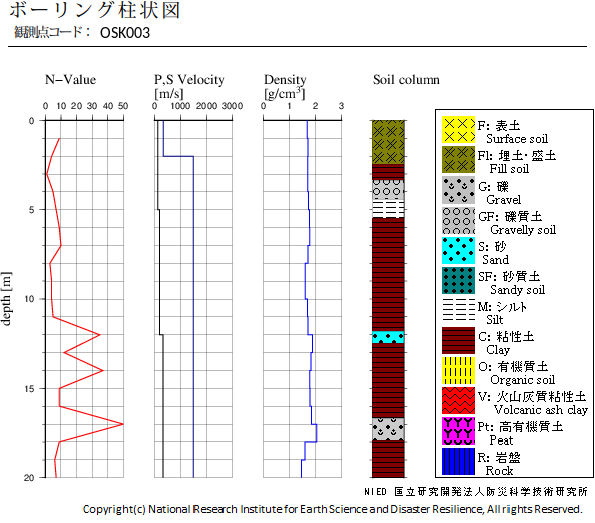 ボーリング柱状図
観測点コード： OSK003
N−Value
P,S Velocity
[m/s]
Density
[g/cm3]
Soil column
0 10 20 30 40 50
0 1500 3000
0 1 2 3
0
5
10
15
20
depth [m]
F: 表土
Surface soil
Fl: 埋土・盛土
Fill soil
G: 礫
Gravel
GF: 礫質土
Gravelly soil
S: 砂
Sand
SF: 砂質土
Sandy soil
M: シルト
Silt
C: 粘性土
Clay
O: 有機質土
Organic soil
V: 火山灰質粘性土
Volcanic ash clay
Pt: 高有機質土
Peat
R: 岩盤
Rock
NIED 国立研究開発法人防災科学技術研究所
Copyright(c) National Research Institute for Earth Science and Disaster Resilience, All rights Reserved.